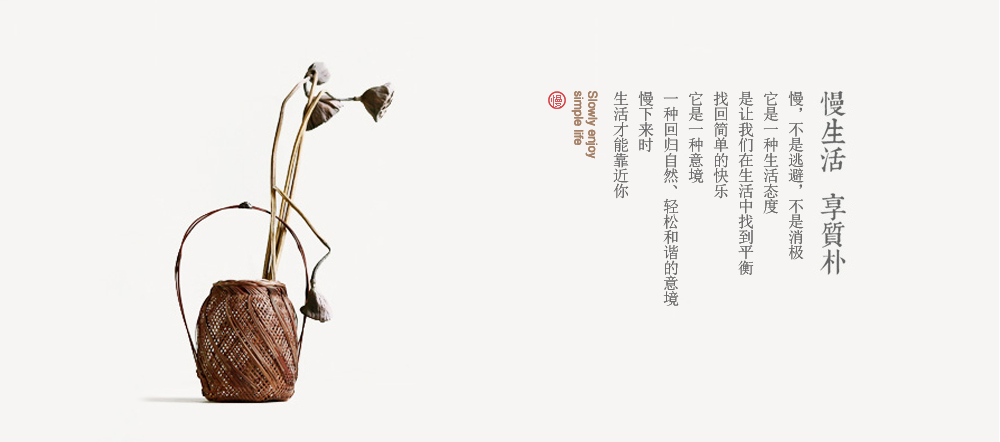 慢生活 享質朴
慢，不是逃避，不是消极
它是一种生活态度
是让我们在生活中找到平衡
找回简单的快乐
它是一种意境
一种回归自然、轻松和谐的意境
慢下来时
生活才能靠近你
Slowly enjoy
simple life
慢